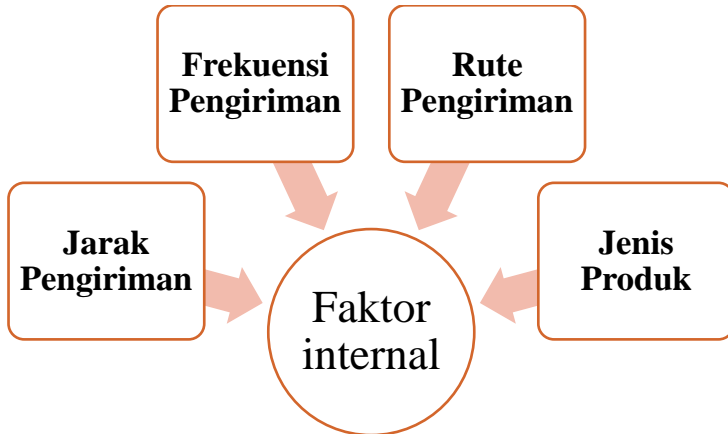 Frekuensi
Pengiriman
Rute
Pengiriman
Jarak
Pengiriman
Jenis
Produk
Faktor
internal